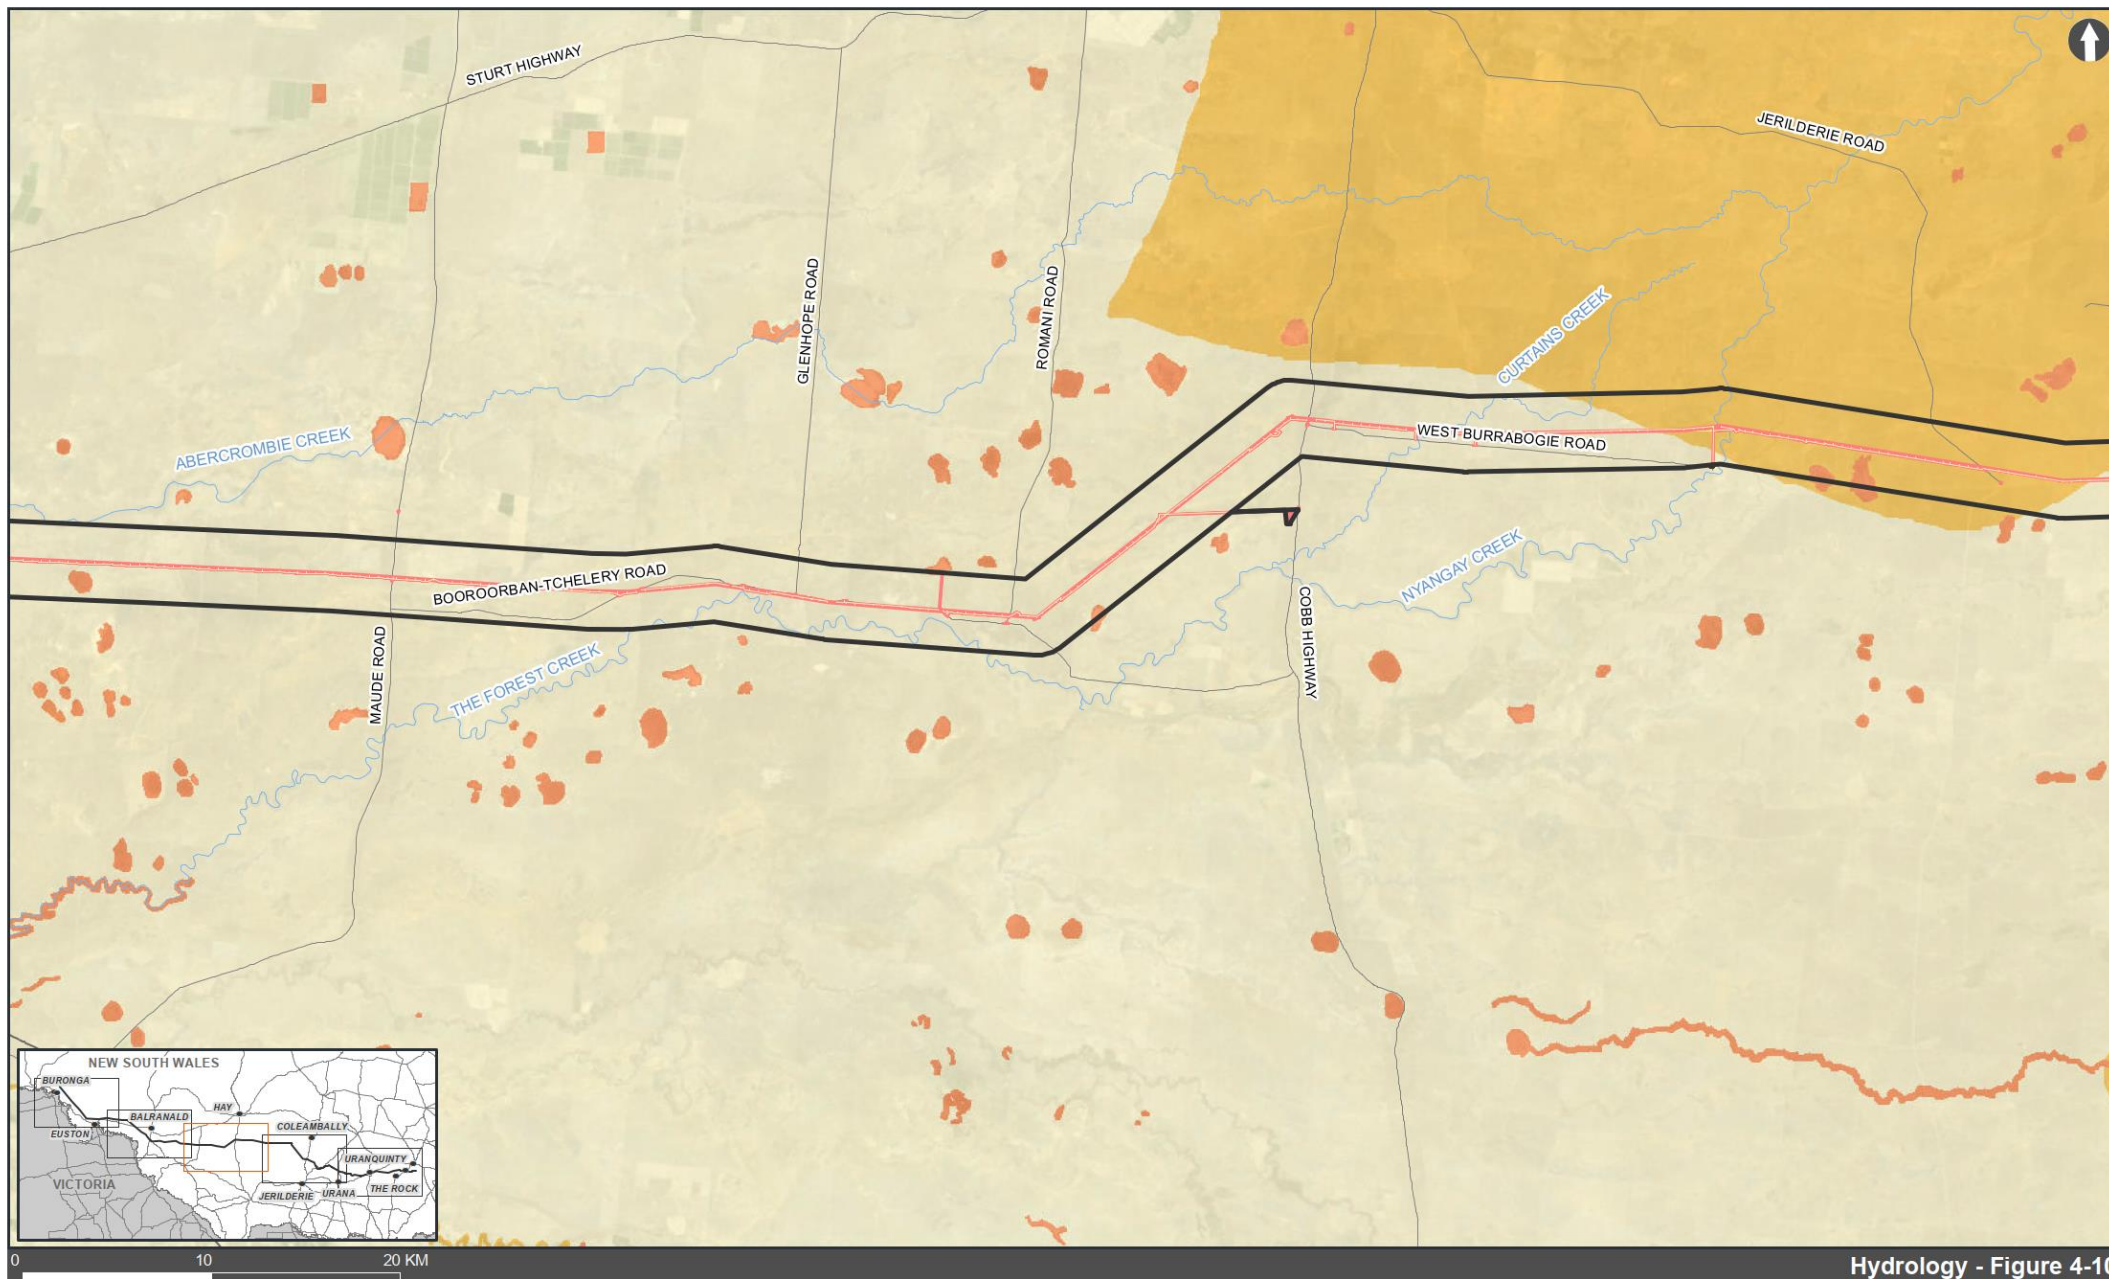 STURT HIGHWAY
JERILDERIE ROAD
GLENHOPE ROAD
ROMANI ROAD
CURTAINS CREEK
ABERCROMBIE CREEK
WEST BURRABOGIE ROAD
BOOROORBAN-TCHELERY ROAD
NYANGAY CREEK
COBB HIGHWAY
MAUDE ROAD
THE FOREST CREEK
NEW SOUTH WALES
BURONGA
HAY
BALRANALD
EUSTON
COLEAMBALLY
URANQUINTY
VICTORIA
JERILDERIE
URANA
THE ROCK
0 10 20 KM
Hydrology - Figure 4-10